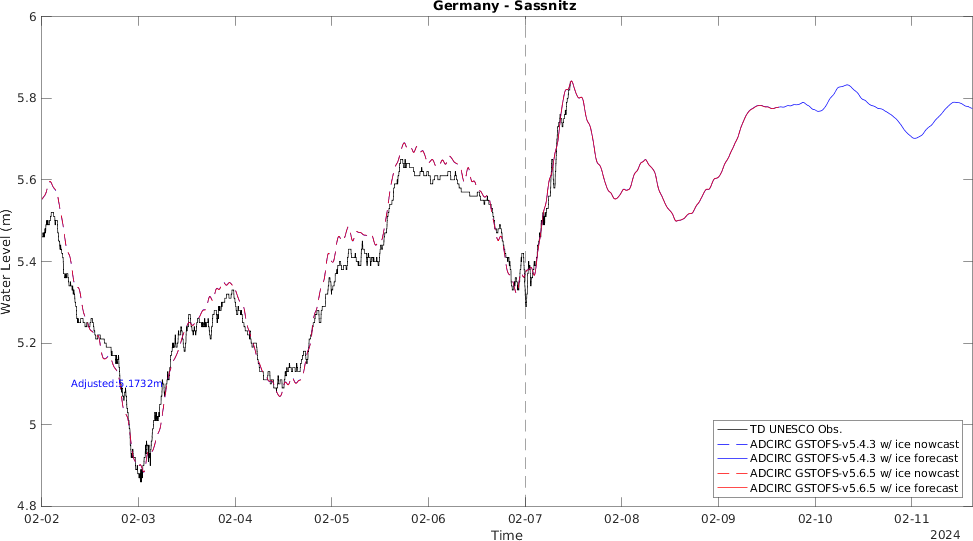 Germany - Sassnitz
6
5.8
5.6
5.4
5.2
5
4.8
Water Level (m)
Adjusted:5.1732m
TD UNESCO Obs.
ADCIRC GSTOFS-v5.4.3 w/ ice nowcast
ADCIRC GSTOFS-v5.4.3 w/ ice forecast
ADCIRC GSTOFS-v5.6.5 w/ ice nowcast
ADCIRC GSTOFS-v5.6.5 w/ ice forecast
02-02 02-03 02-04 02-05 02-06 02-07 02-08 02-09 02-10 02-11
Time
2024